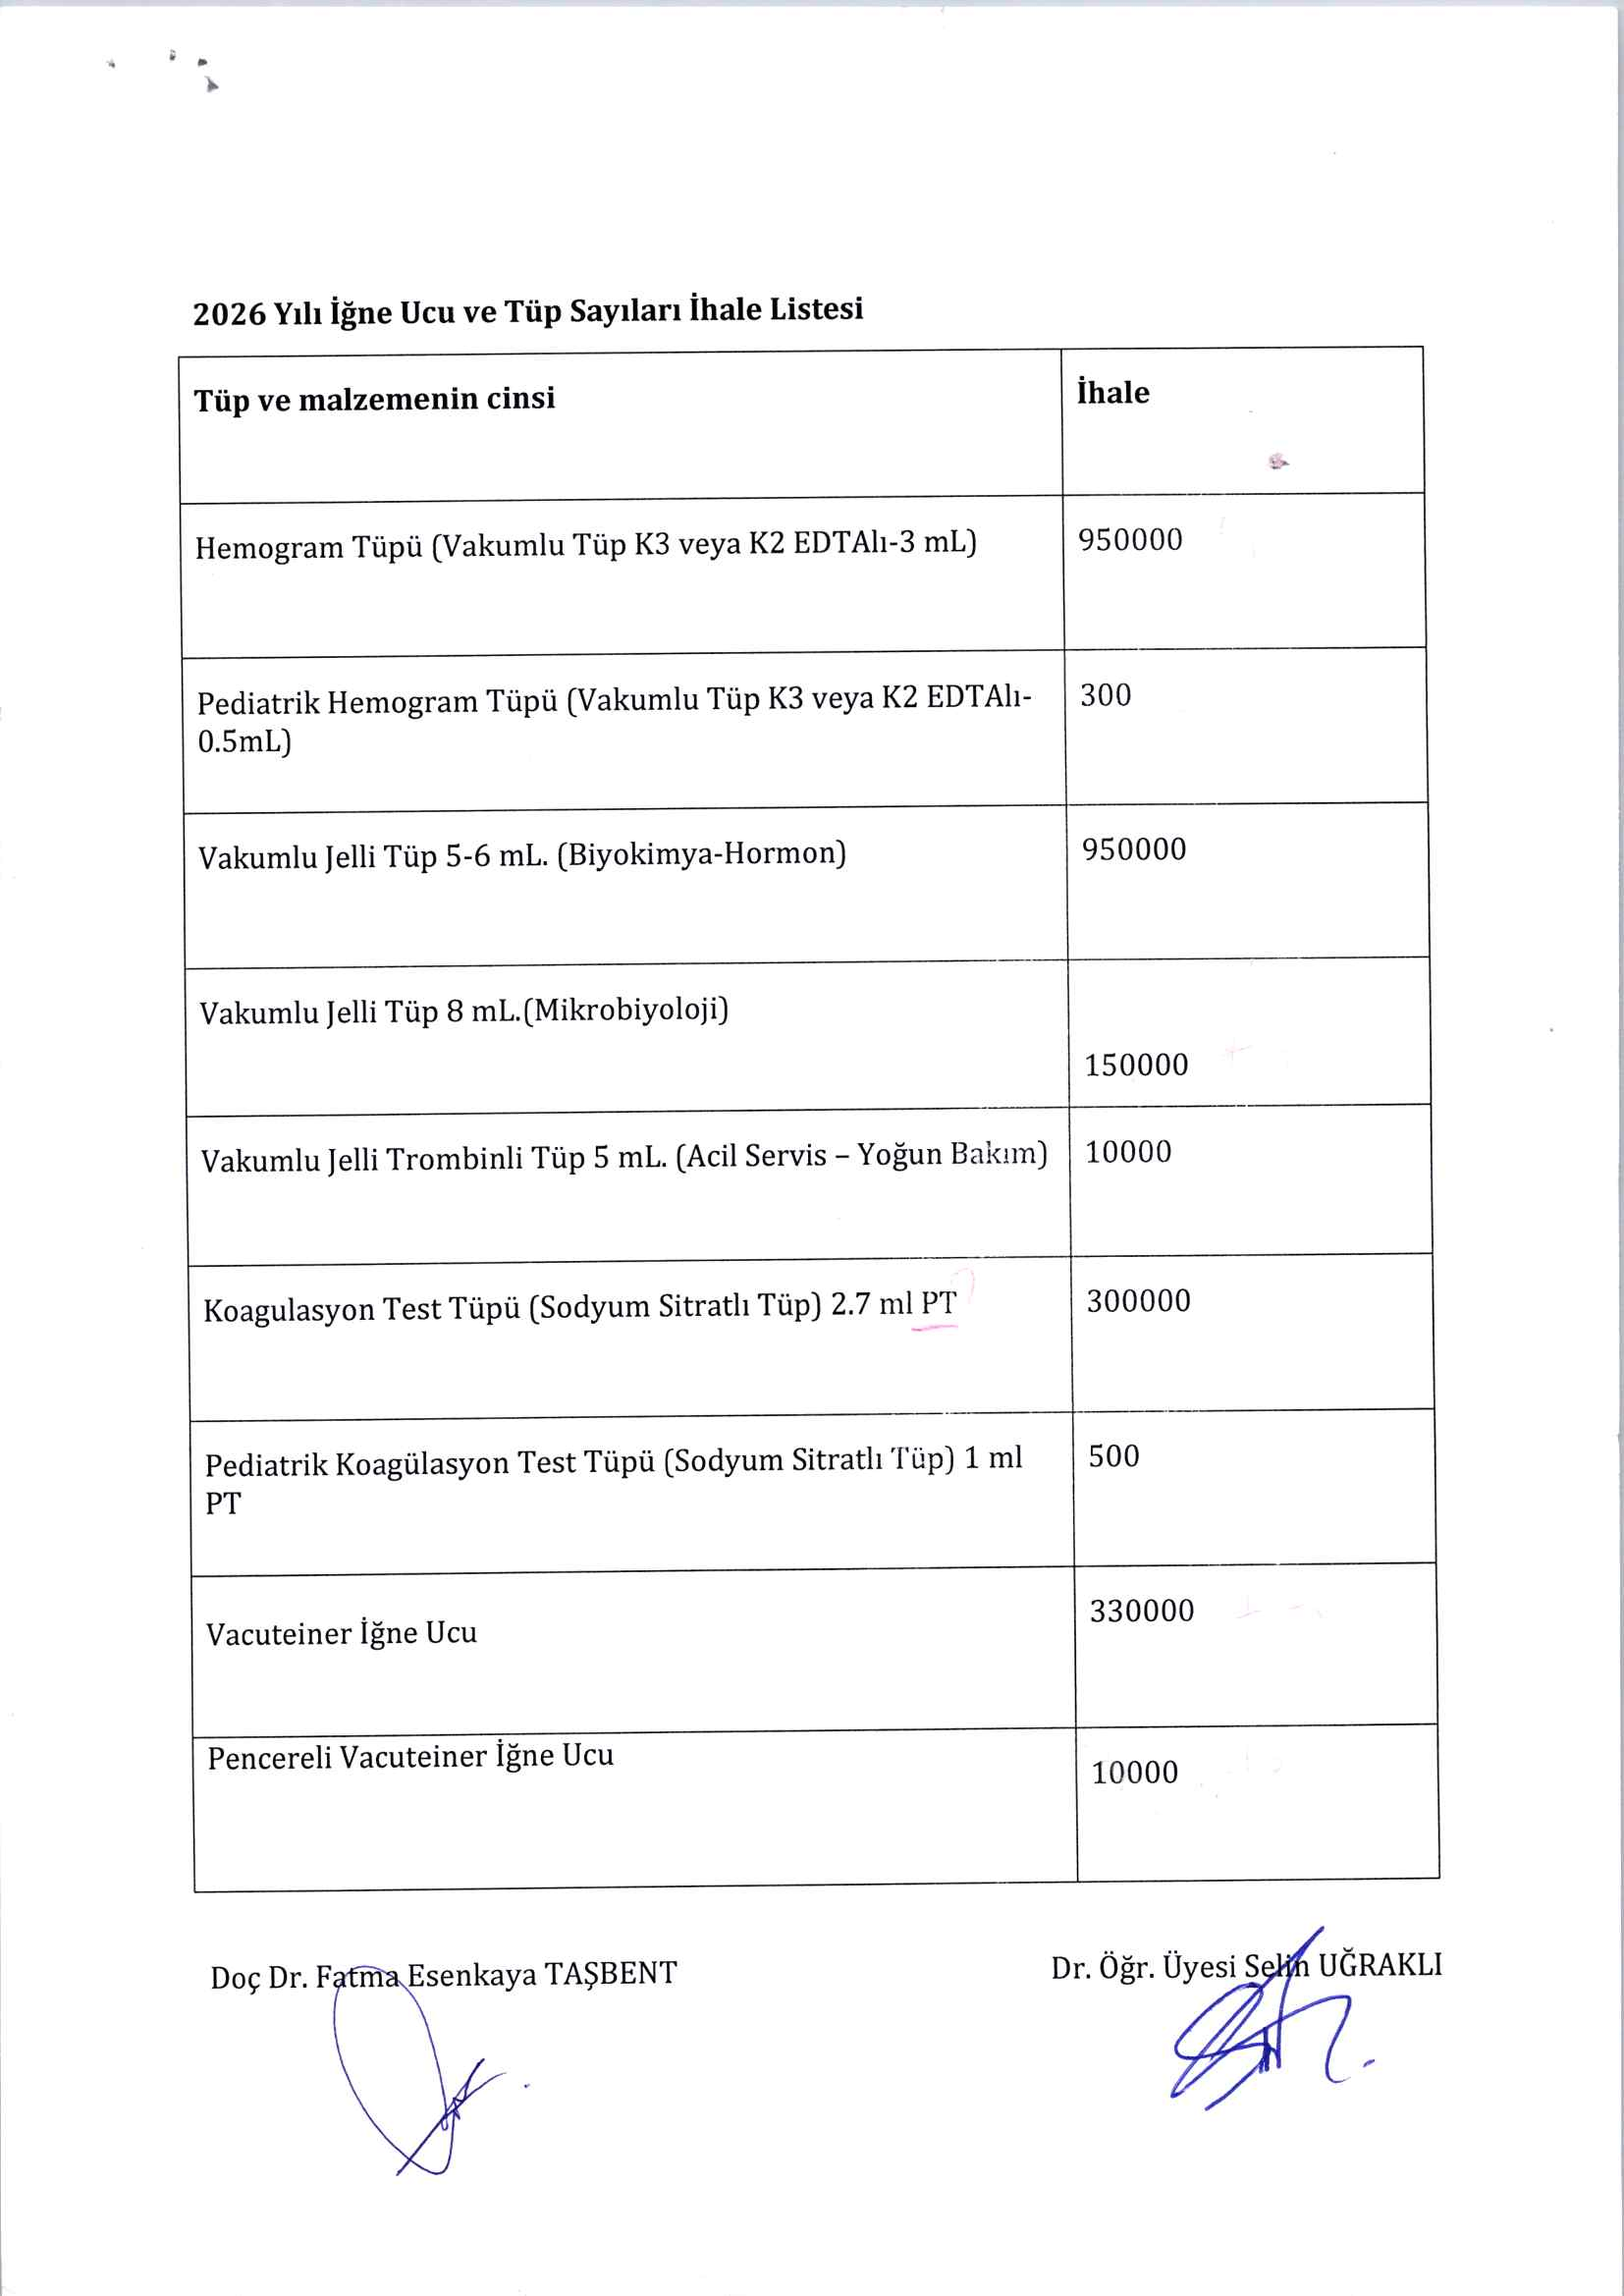 2026 Yılı İğne Ucu ve Tüp Sayıları İhale Listesi
Tüp ve malzemenin cinsi
İhale
Hemogram Tüpü (Vakumlu Tüp K3 veya K2 EDTAlı-3 mL)
950000
Pediatrik Hemogram Tüpü (Vakumlu Tüp K3 veya K2 EDTAlı-
0.5mL)
300
Vakumlu Jelli Tüp 5-6 mL. (Biyokimya-Hormon)
950000
Vakumlu Jelli Tüp 8 mL.(Mikrobiyoloji)
150000
Vakumlu Jelli Trombinli Tüp 5 mL. (Acil Servis – Yoğun Bakım)
10000
Koagulasyon Test Tüpü (Sodyum Sitratlı Tüp) 2.7 ml PT
300000
Pediatrik Koagülasyon Test Tüpü (Sodyum Sitratlı Tüp) 1 ml
PT
500
Vacuteiner İğne Ucu
330000
Pencereli Vacuteiner İğne Ucu
10000
Doç Dr. Fatma Esenkaya TAŞBENT
Dr. Öğr. Üyesi Selin UĞRAKLI